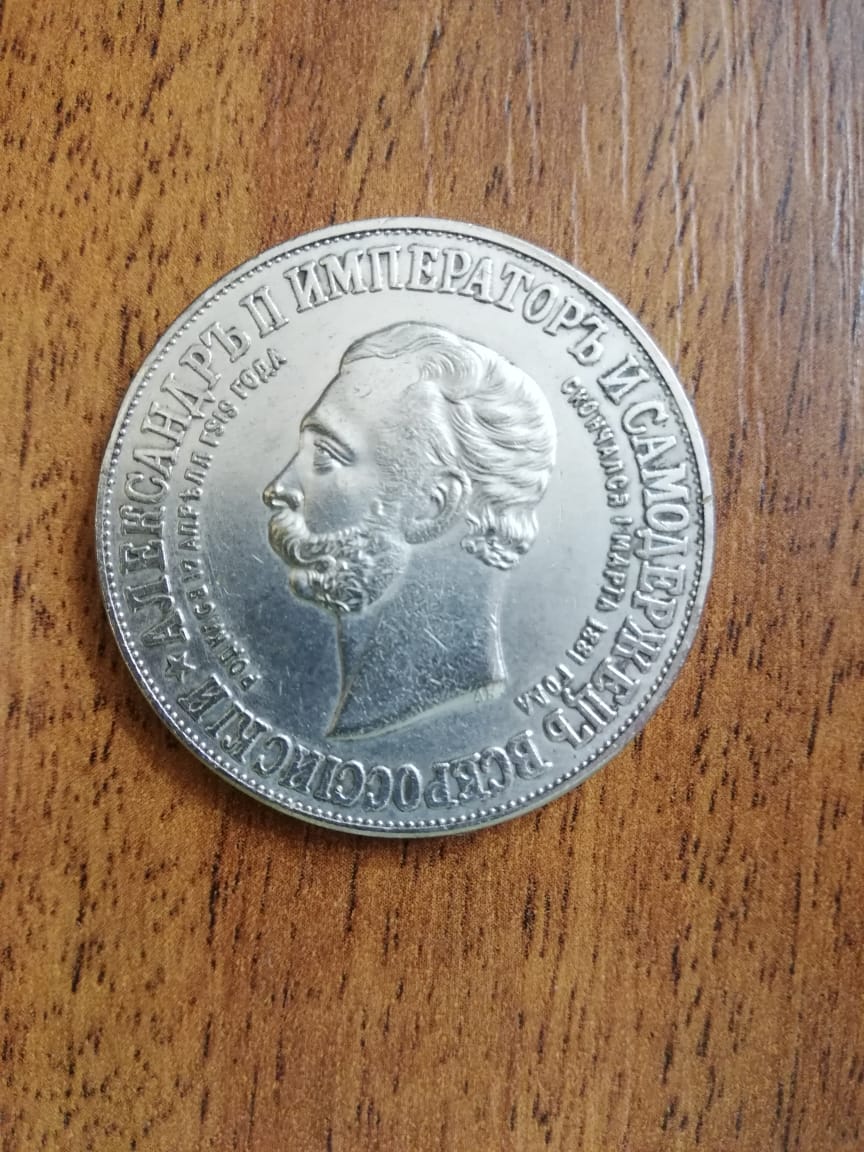 ★ АЛЕКСАНДРЪ II ИМПЕРАТОРЪ И САМОДЕРЖЕЦЪ ВСЕРОССІЙСКІЙ
РОДИЛСЯ 17 АПРѢЛЯ 1818 ГОДА
СКОНЧАЛСЯ 1 МАРТА 1881 ГОДА